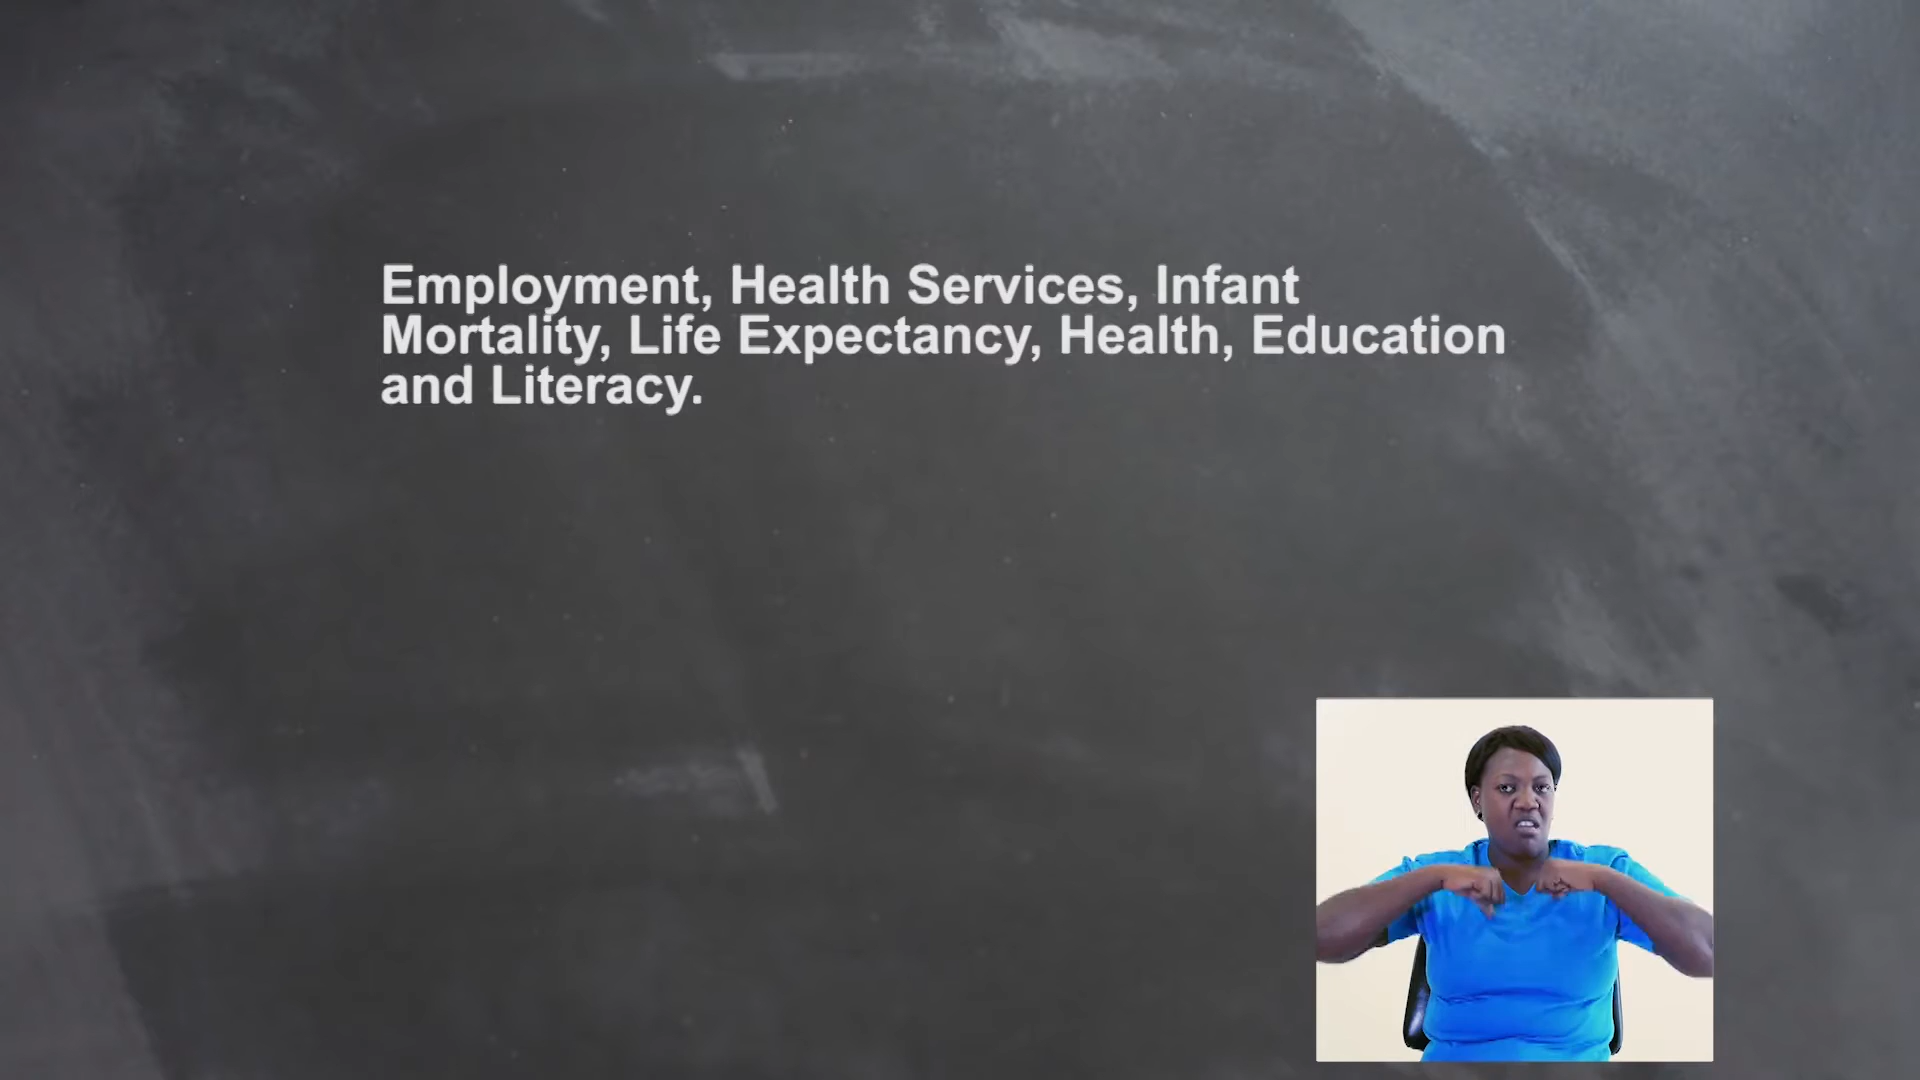 Employment, Health Services, Infant
Mortality, Life Expectancy, Health, Education
and Literacy.